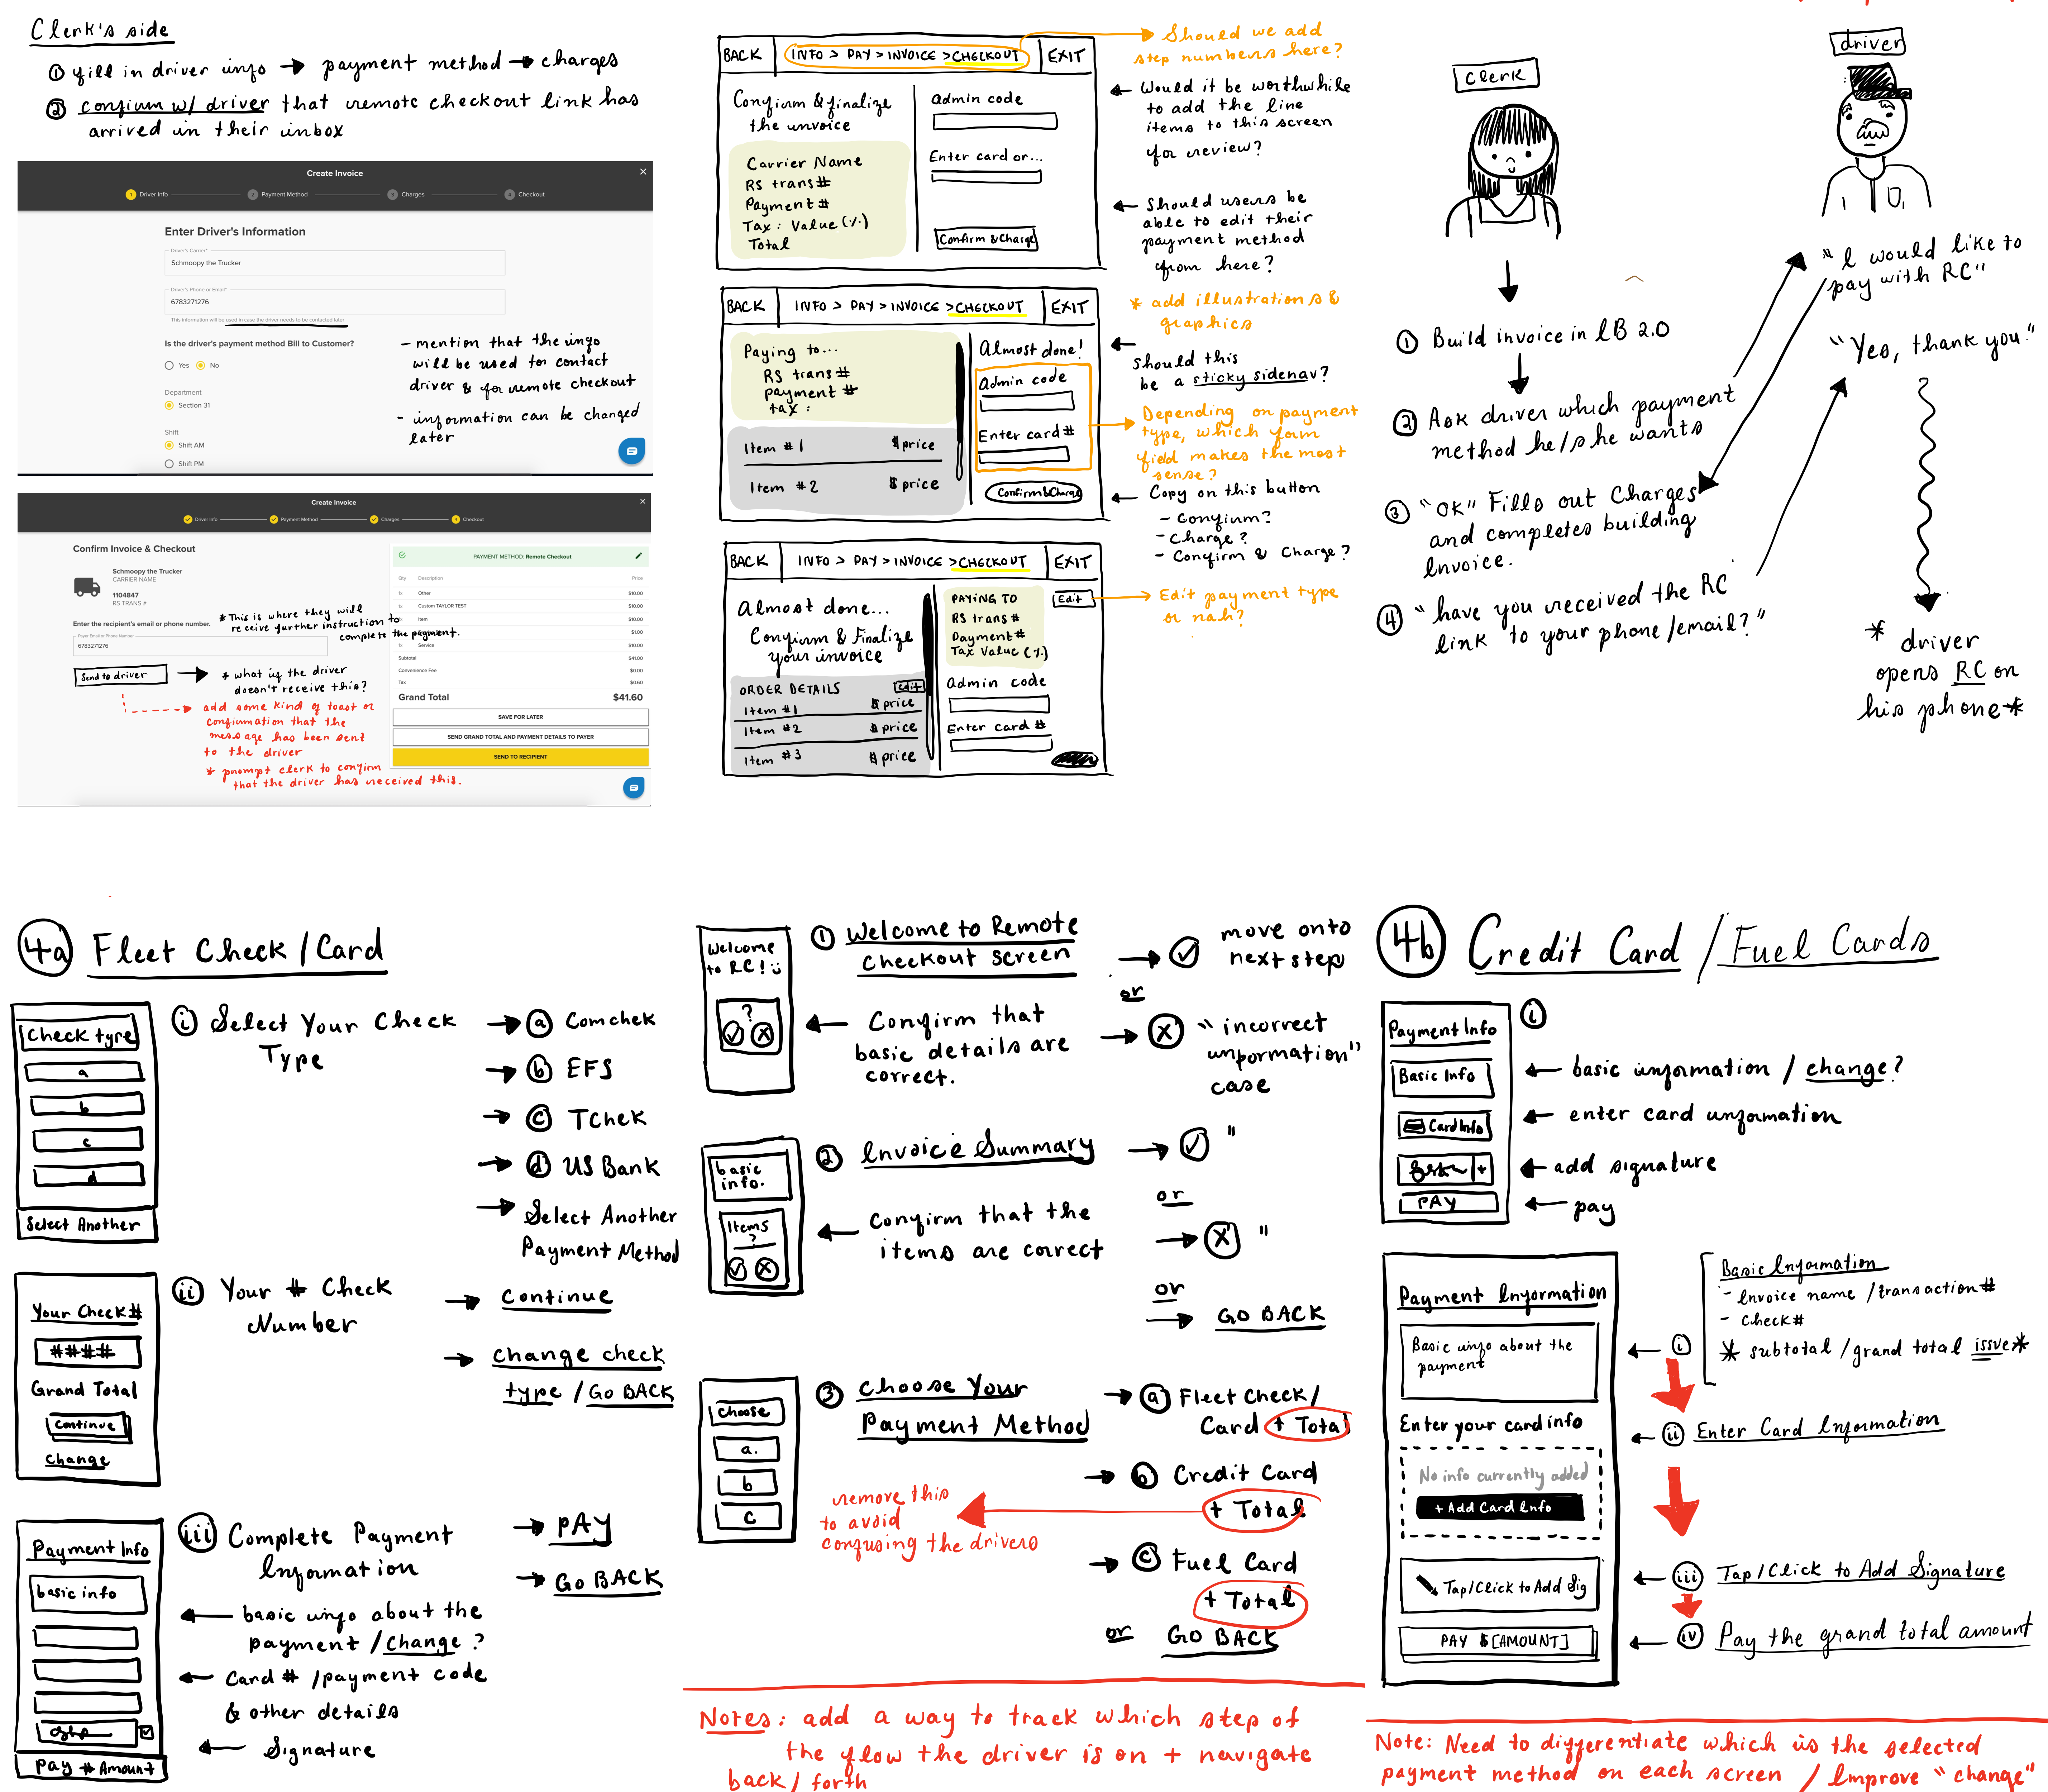 Clerk's side
① fill in driver info → payment method → charges
② confirm w/ driver that remote checkout link has
arrived in their inbox
Create Invoice
1 Driver Info
2 Payment Method
3 Charges
4 Checkout
Enter Driver's Information
Driver's Carrier*
Schmoopy the Trucker
Driver's Phone or Email*
6783271276
This information will be used in case the driver needs to be contacted later.
Is the driver's payment method Bill to Customer?
Yes No
Department
Section 31
Shift
Shift AM
Shift PM
- mention that the info
will be used to contact
driver & for remote checkout
- information can be changed
later
Create Invoice
Driver Info
Payment Method
Charges
4 Checkout
Confirm Invoice & Checkout
Schmoopy the Trucker
CARRIER NAME
1104847
RS TRANS #
Enter the recipient's email or phone number.
Payer Email or Phone Number
6783271276
* This is where they will
receive further instruction to
complete the payment.
Send to driver
→ * what if the driver
doesn't receive this?
add some kind of toast or
confirmation that the
message has been sent
to the driver
* prompt clerk to confirm
that the driver has received this.
PAYMENT METHOD: Remote Checkout
Qty Description Price
1x Other $10.00
1x Custom TAYLOR TEST $10.00
Item $10.00
$1.00
1x Service $10.00
Subtotal $41.00
Convenience Fee $0.00
Tax $0.60
Grand Total $41.60
SAVE FOR LATER
SEND GRAND TOTAL AND PAYMENT DETAILS TO PAYER
SEND TO RECIPIENT
BACK INFO > PAY > INVOICE > CHECKOUT EXIT
Confirm & finalize
the invoice
Carrier Name
RS trans #
Payment #
Tax: Value (%)
Total
Admin code
Enter card or...
Confirm & Charge
Should we add
step numbers here?
Would it be worthwhile
to add the line
items to this screen
for review?
Should users be
able to edit their
payment method
from here?
BACK INFO > PAY > INVOICE > CHECKOUT EXIT
Paying to...
RS trans #
payment #
tax:
Item #1 $price
Item #2 $price
Almost done!
Admin code
Enter card #
Confirm & Charge
* add illustrations &
graphics
Should this
be a sticky sidenav?
Depending on payment
type, which form
field makes the most
sense?
Copy on this button
- Confirm?
- Charge?
- Confirm & Charge?
BACK INFO > PAY > INVOICE > CHECKOUT EXIT
Almost done...
Confirm & Finalize
your invoice
ORDER DETAILS Edit
Item #1 $price
Item #2 $price
Item #3 $price
PAYING TO Edit
RS trans #
Payment #
Tax Value (%)
Admin code
Enter card #
Edit payment type
or nah?
clerk
driver
① Build invoice in LB 2.0
② Ask driver which payment
method he/she wants
"I would like to
pay with RC"
③ "OK" Fills out Charges
and completes building
Invoice.
④ "have you received the RC
link to your phone/email?"
"Yes, thank you."
* driver
opens RC on
his phone *
4a Fleet Check/Card
Check type
a
b
c
d
Select Another
i Select Your Check
Type
→ a Comchek
→ b EFS
→ c TChek
→ d US Bank
→ Select Another
Payment Method
Your Check#
####
Grand Total
Continue
change
ii Your # Check
Number
→ continue
→ change check
type / Go BACK
Payment Info
basic info
Pay # Amount
iii Complete Payment
Information
→ PAY
→ Go BACK
← basic info about the
payment / Change?
← Card # / payment code
& other details
← Signature
Welcome
to RC!
?
① Welcome to Remote
Checkout Screen
→ ✓ move onto
next step
or
→ X "incorrect
information"
case
← Confirm that
basic details are
correct.
basic
info.
Items
?
② Invoice Summary
→ ✓ "
or
→ X "
or
→ GO BACK
← Confirm that the
items are correct
choose
a.
b
c
③ Choose Your
Payment Method
→ a Fleet Check/
Card + Total
→ b Credit Card
+ Total
→ c Fuel Card
+ Total
or GO BACK
remove this
to avoid
confusing the drivers
Notes: add a way to track which step of
the flow the driver is on + navigate
back/forth
4b Credit Card / Fuel Cards
Payment Info
Basic Info
Card Info
+
PAY
i
← basic information / change?
← enter card information
← add signature
← pay
Payment Information
Basic info about the
payment
Enter your card info
No info currently added
+ Add Card Info
Tap/Click to Add Sig
PAY $[AMOUNT]
Basic Information
- Invoice name / transaction #
- Check #
* subtotal / grand total issue *
← i
← ii Enter Card Information
← iii Tap/Click to Add Signature
← iv Pay the grand total amount
Note: Need to differentiate which is the selected
payment method on each screen / Improve "change"